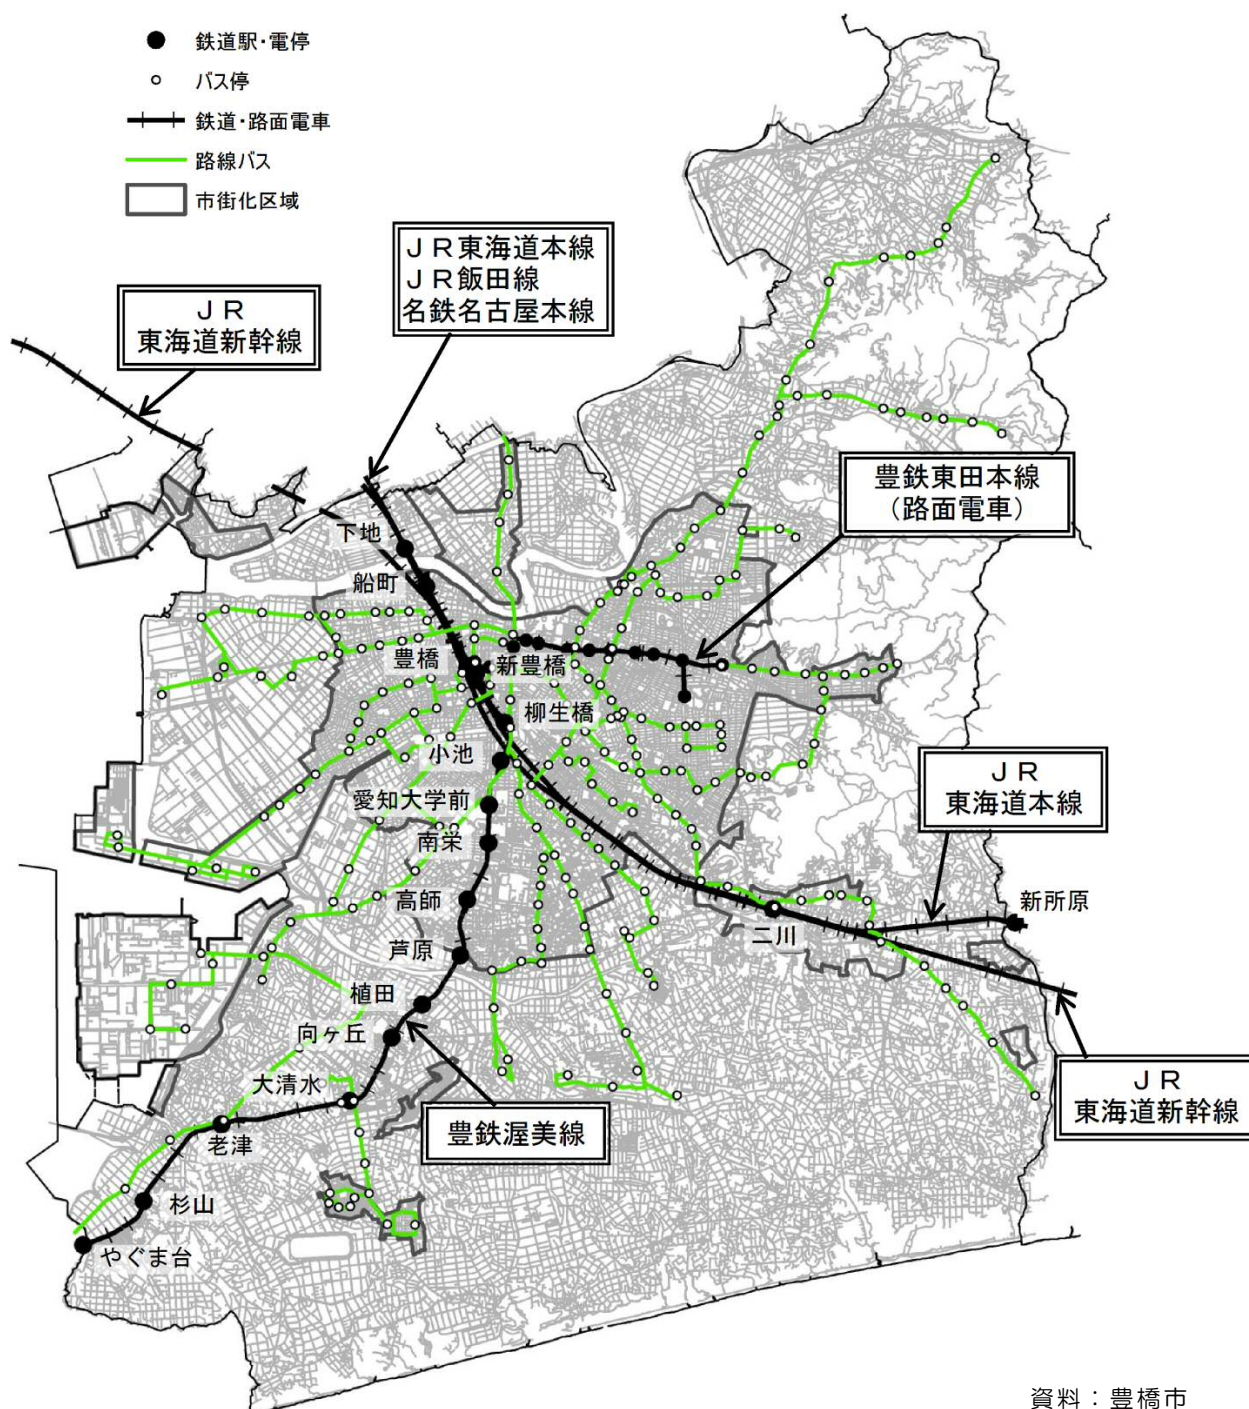 鉄道駅・電停
バス停
鉄道・路面電車
路線バス
市街化区域
ＪＲ東海道本線
ＪＲ飯田線
名鉄名古屋本線
ＪＲ
東海道新幹線
豊鉄東田本線
（路面電車）
下地
船町
豊橋
新豊橋
柳生橋
小池
ＪＲ
東海道本線
愛知大学前
南栄
高師
新所原
二川
芦原
植田
向ヶ丘
大清水
ＪＲ
東海道新幹線
豊鉄渥美線
老津
杉山
やぐま台
資料：豊橋市